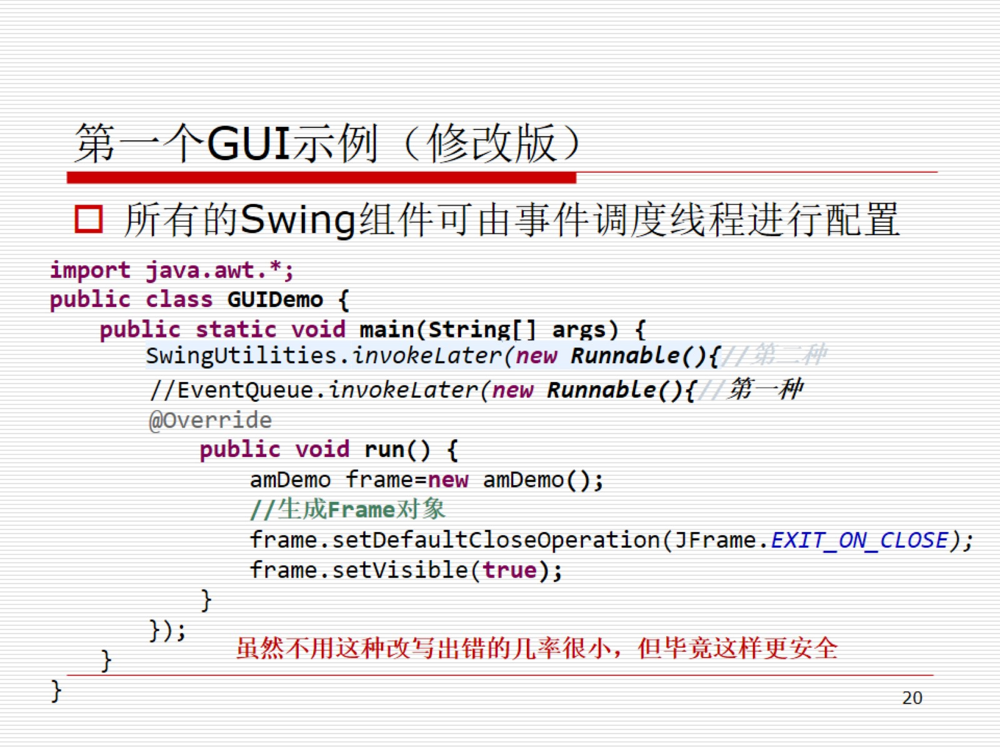 第一个GUI示例（修改版）
所有的Swing组件可由事件调度线程进行配置
import java.awt.*;
public class GUIDemo {
public static void main(String[] args) {
SwingUtilities.invokeLater(new Runnable(){//第二种
//EventQueue.invokeLater(new Runnable(){//第一种
@Override
public void run() {
amDemo frame=new amDemo();
//生成Frame对象
frame.setDefaultCloseOperation(JFrame.EXIT_ON_CLOSE);
frame.setVisible(true);
}
});
虽然不用这种改写出错的几率很小，但毕竟这样更安全
}
}
20